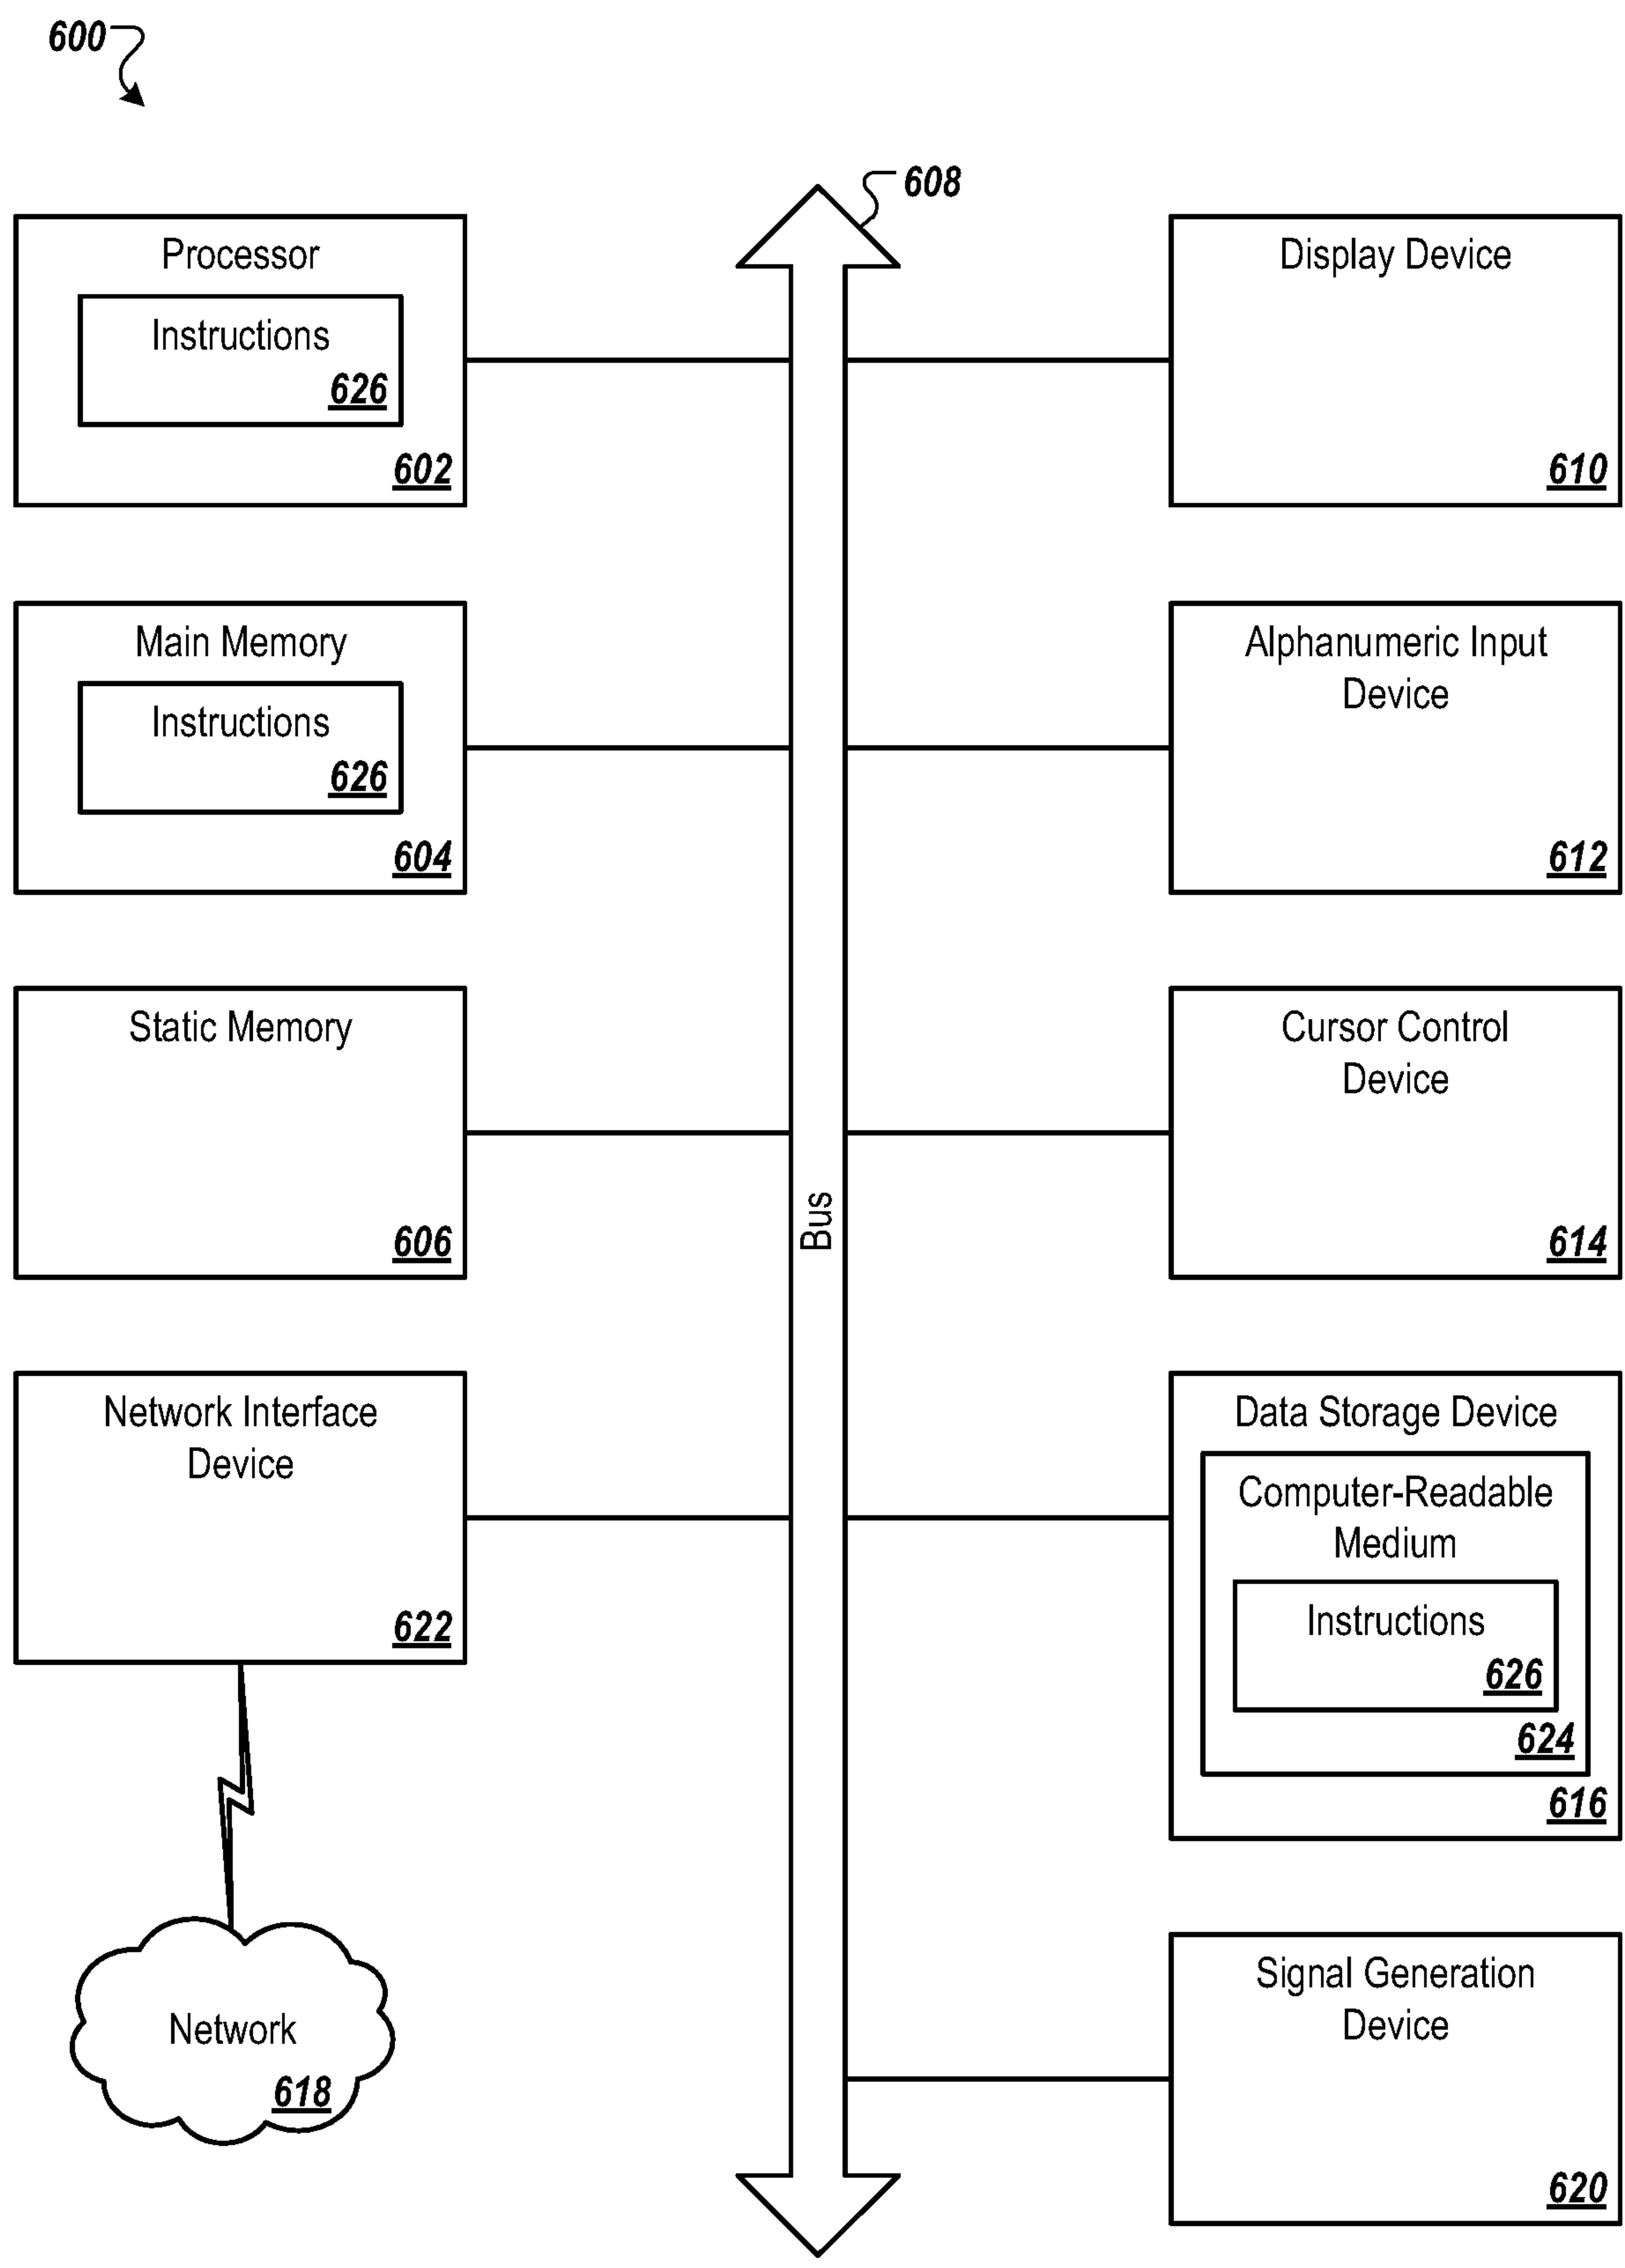 600
608
Processor
Instructions
626
602
Display Device
610
Main Memory
Instructions
626
604
Alphanumeric Input
Device
612
Static Memory
606
Cursor Control
Device
614
Bus
Network Interface
Device
622
Data Storage Device
Computer-Readable
Medium
Instructions
626
624
616
Network
618
Signal Generation
Device
620